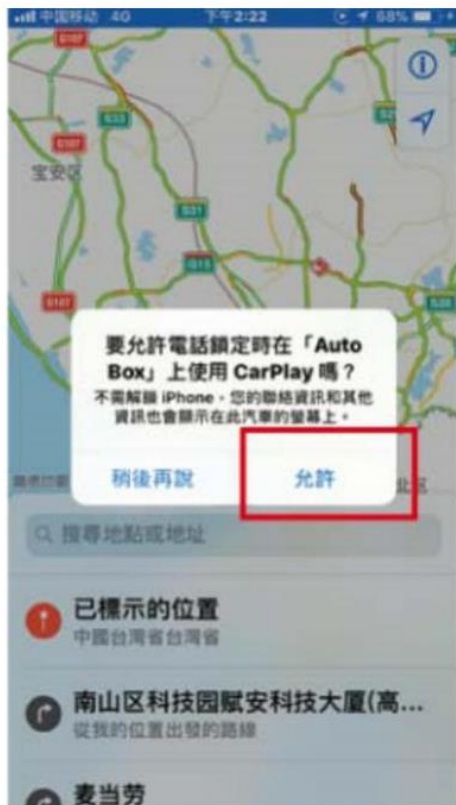 中国移动 4G
下午2:22
68%
S33
宝安区
S31
G15
要允許電話鎖定時在「Auto
Box」上使用 CarPlay 嗎？
不需解鎖 iPhone，您的聯絡資訊和其他
資訊也會顯示在此汽車的螢幕上。
稍後再說
允許
搜尋地點或地址
已標示的位置
中國台灣省台灣省
南山区科技园赋安科技大厦(高...
從我的位置出發的路線
麦当劳